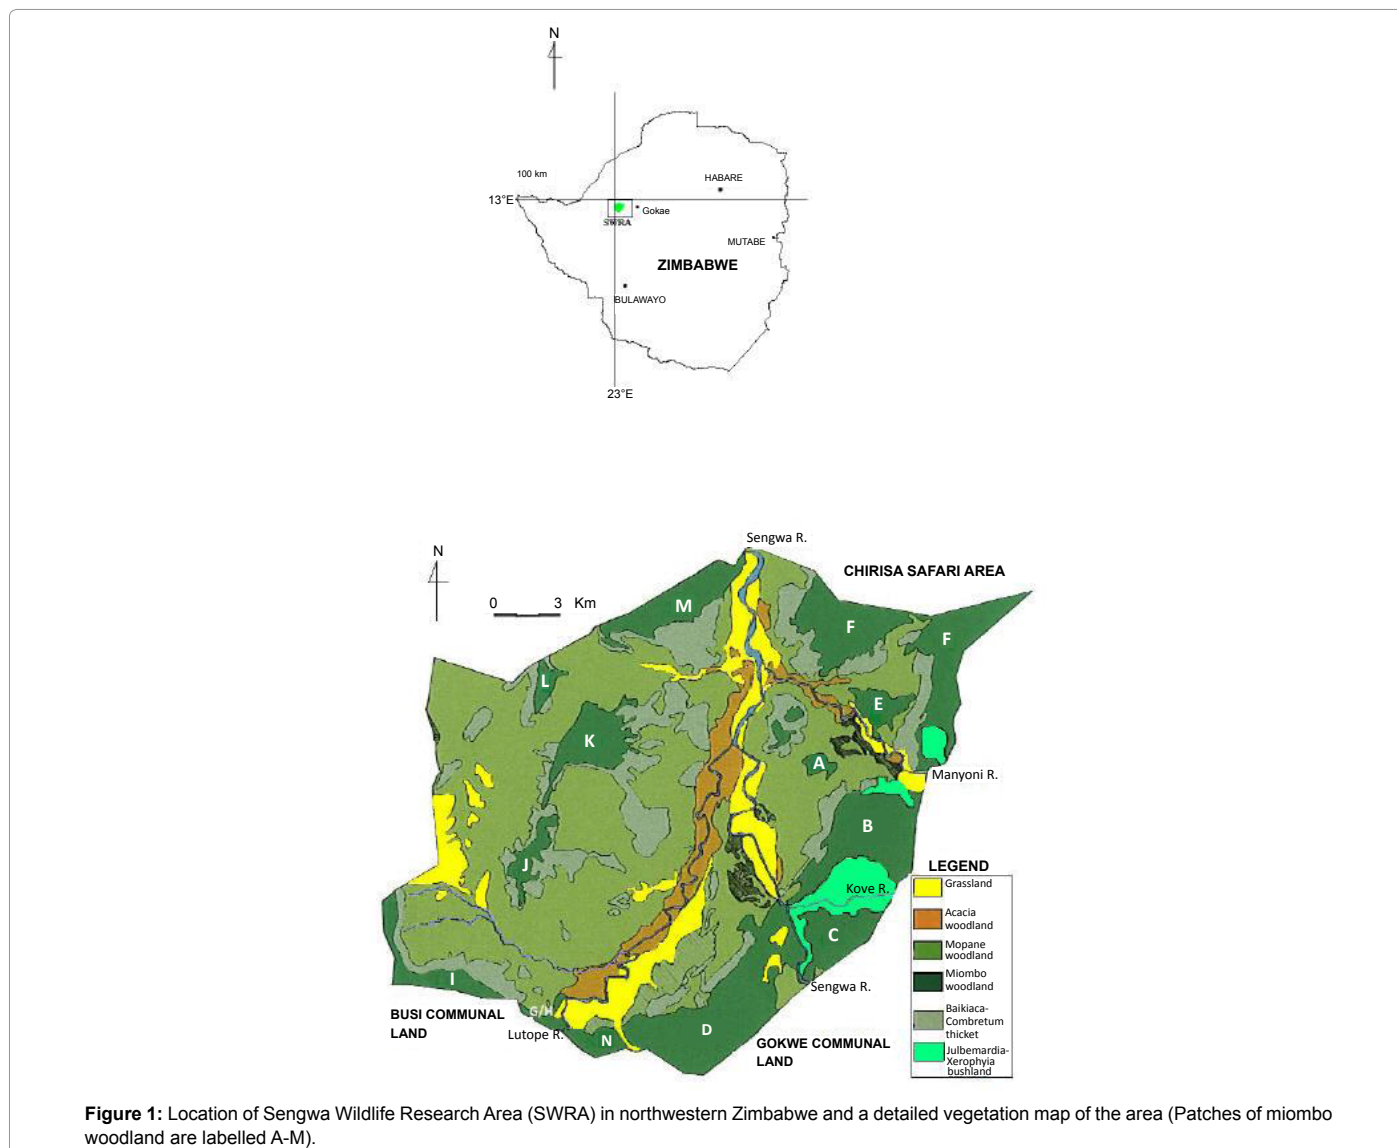 N
100 km
HABARE
13°E
Gokae
SWRA
MUTABE
ZIMBABWE
BULAWAYO
23°E
Sengwa R.
N
CHIRISA SAFARI AREA
0 3 Km
M
F
F
L
E
K
A
Manyoni R.
B
LEGEND
J
Kove R.
Grassland
Acacia
woodland
C
Mopane
woodland
I
Sengwa R.
Miombo
woodland
G/H
BUSI COMMUNAL
LAND
Lutope R.
D
N
GOKWE COMMUNAL
LAND
Baikiaca-
Combretum
thicket
Julbemardia-
Xerophyia
bushland
Figure 1: Location of Sengwa Wildlife Research Area (SWRA) in northwestern Zimbabwe and a detailed vegetation map of the area (Patches of miombo
woodland are labelled A-M).